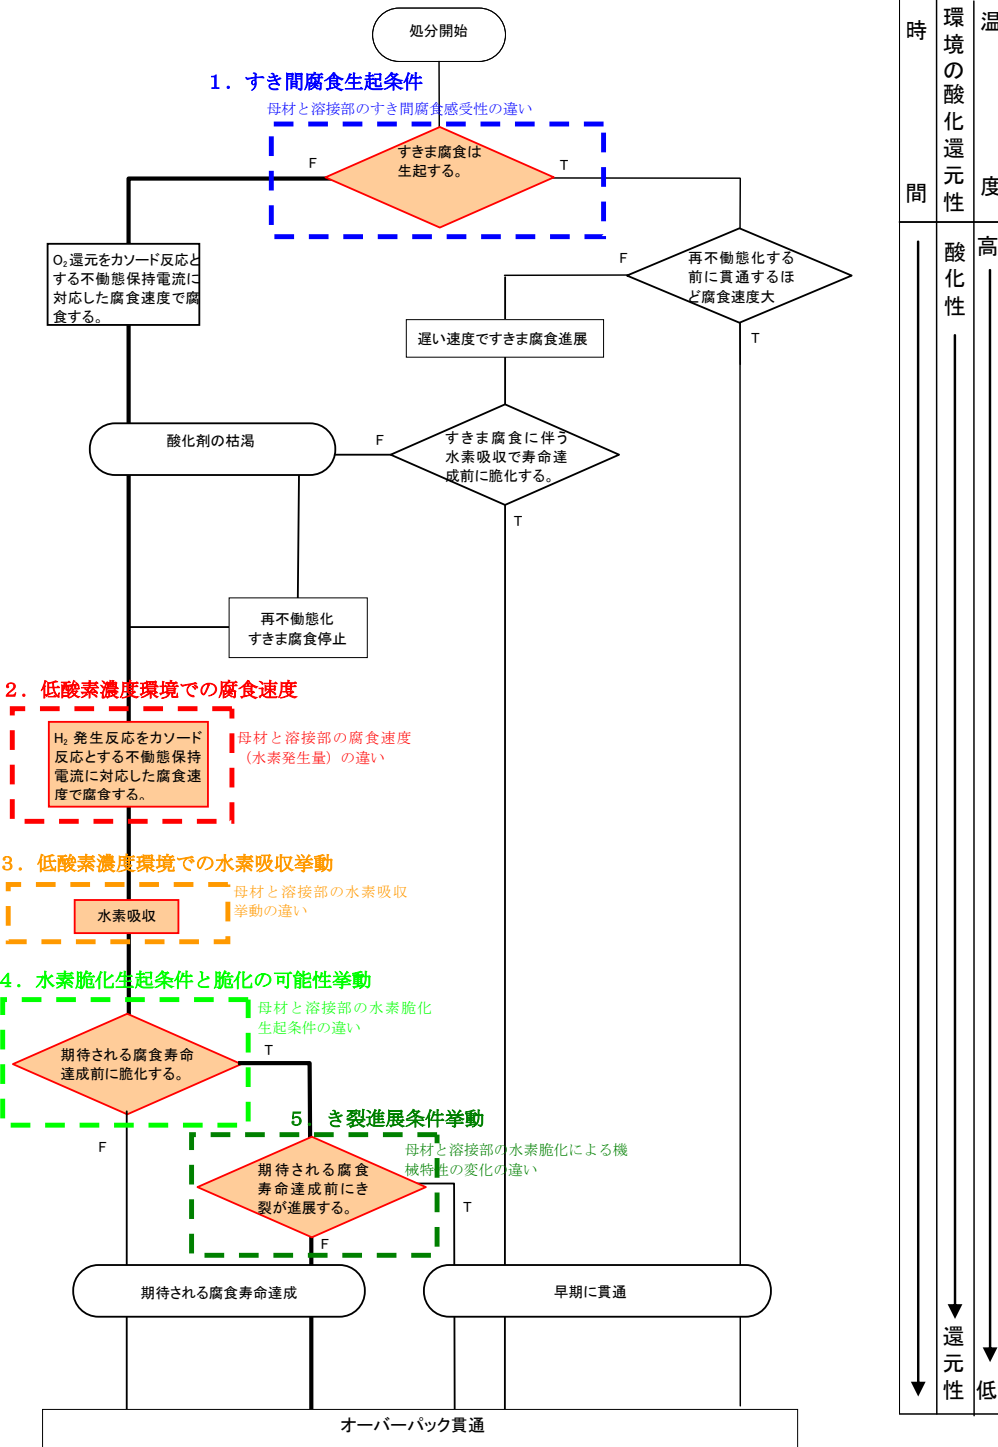 処分開始
1．すき間腐食生起条件
母材と溶接部のすき間腐食感受性の違い
すきま腐食は
生起する。
F
T
O₂還元をカソード反応と
する不働態保持電流に
対応した腐食速度で腐
食する。
F
再不働態化する
前に貫通するほ
ど腐食速度大
T
遅い速度ですきま腐食進展
酸化剤の枯渇
F
すきま腐食に伴う
水素吸収で寿命達
成前に脆化する。
T
再不働態化
すきま腐食停止
2．低酸素濃度環境での腐食速度
H₂ 発生反応をカソード
反応とする不働態保持
電流に対応した腐食速
度で腐食する。
母材と溶接部の腐食速度
（水素発生量）の違い
3．低酸素濃度環境での水素吸収挙動
母材と溶接部の水素吸収
挙動の違い
水素吸収
4．水素脆化生起条件と脆化の可能性挙動
母材と溶接部の水素脆化
生起条件の違い
期待される腐食寿命
達成前に脆化する。
T
F
5．き裂進展条件挙動
母材と溶接部の水素脆化による機
械特性の変化の違い
期待される腐食
寿命達成前にき
裂が進展する。
T
F
期待される腐食寿命達成
早期に貫通
オーバーパック貫通
時間
環境の酸化還元性
温度
酸化性
還元性
高
低